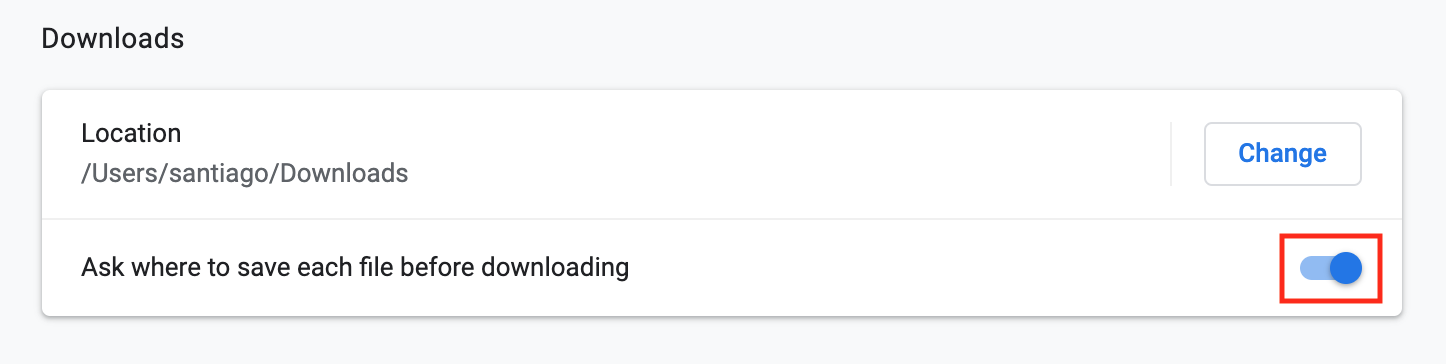 Downloads
Location
/Users/santiago/Downloads
Change
Ask where to save each file before downloading